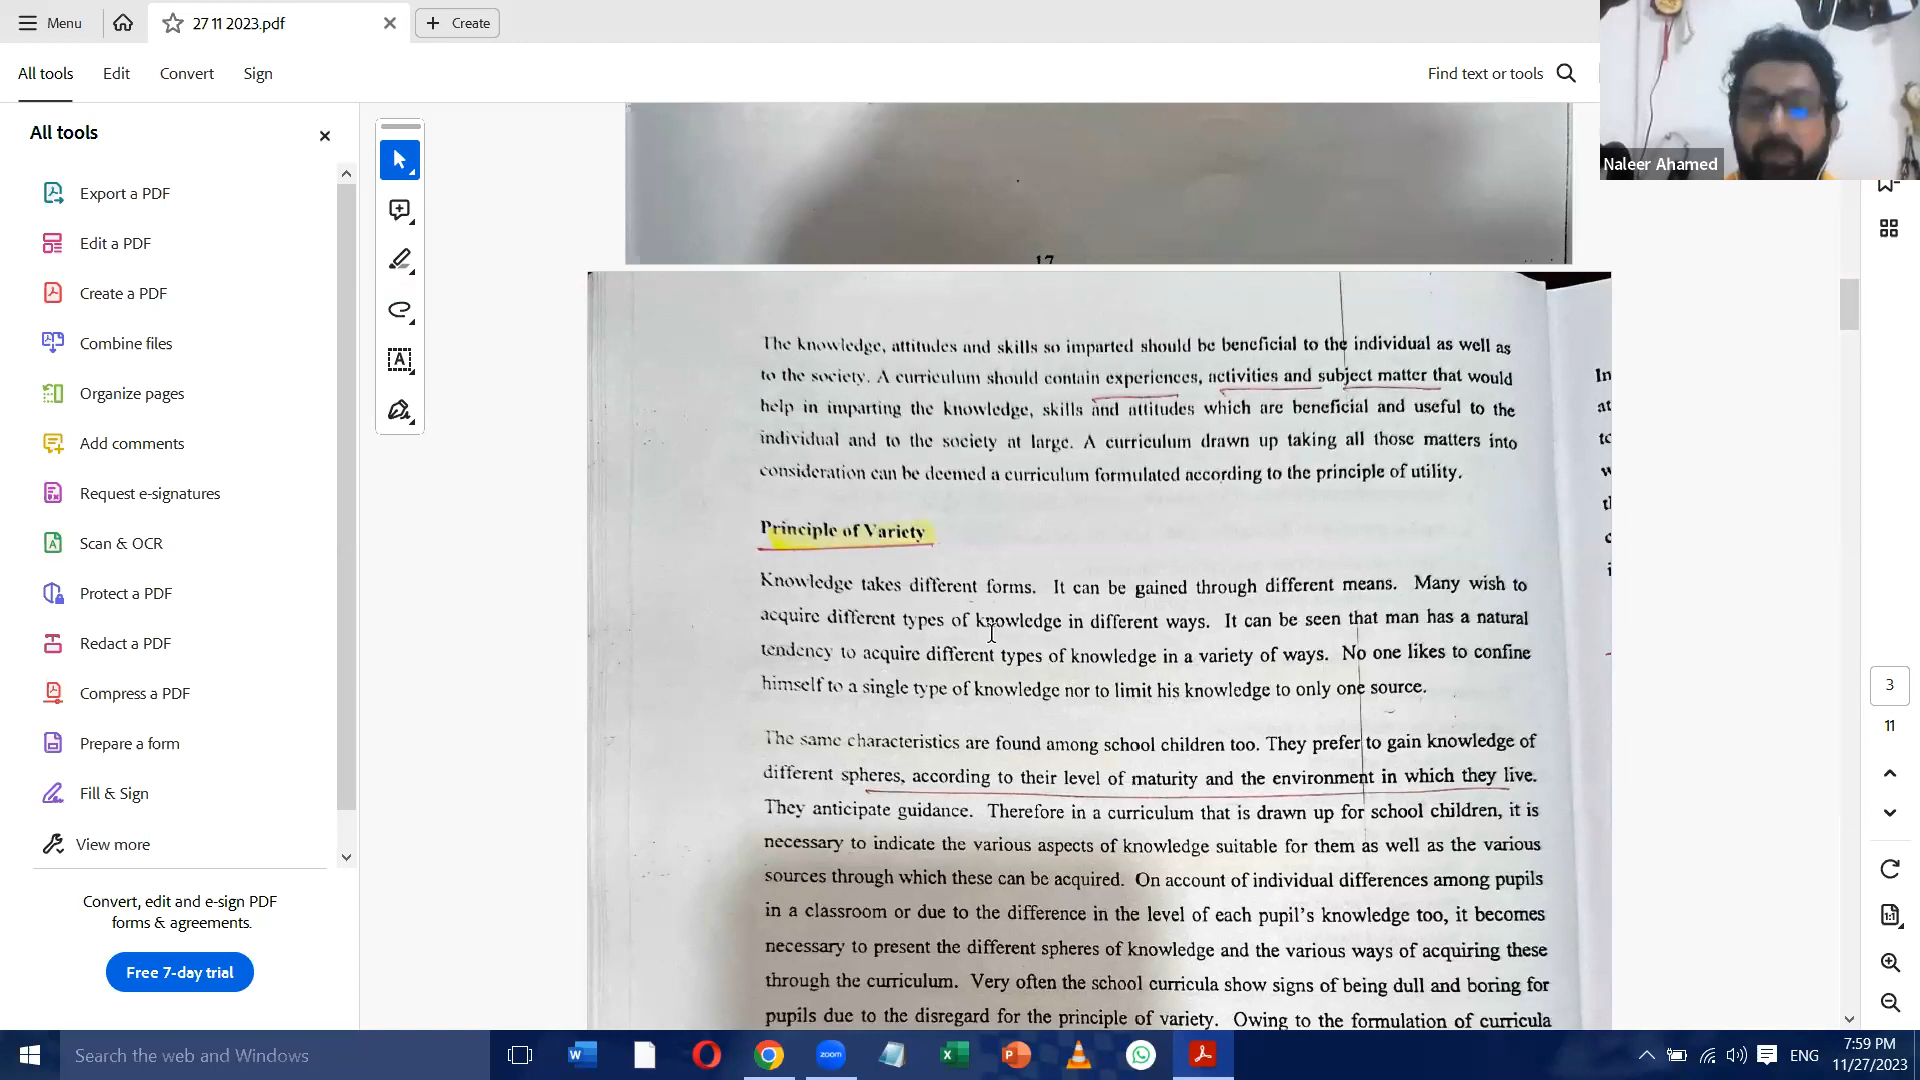 Menu
27 11 2023.pdf
Create
All tools
Edit
Convert
Sign
Find text or tools
Naleer Ahamed
All tools
Export a PDF
Edit a PDF
Create a PDF
Combine files
Organize pages
Add comments
Request e-signatures
Scan & OCR
Protect a PDF
Redact a PDF
Compress a PDF
Prepare a form
Fill & Sign
View more
Convert, edit and e-sign PDF
forms & agreements.
Free 7-day trial
17
The knowledge, attitudes and skills so imparted should be beneficial to the individual as well as
to the society. A curriculum should contain experiences, activities and subject matter that would
help in imparting the knowledge, skills and attitudes which are beneficial and useful to the
individual and to the society at large. A curriculum drawn up taking all those matters into
consideration can be deemed a curriculum formulated according to the principle of utility.
Principle of Variety
Knowledge takes different forms. It can be gained through different means. Many wish to
acquire different types of knowledge in different ways. It can be seen that man has a natural
tendency to acquire different types of knowledge in a variety of ways. No one likes to confine
himself to a single type of knowledge nor to limit his knowledge to only one source.
The same characteristics are found among school children too. They prefer to gain knowledge of
different spheres, according to their level of maturity and the environment in which they live.
They anticipate guidance. Therefore in a curriculum that is drawn up for school children, it is
necessary to indicate the various aspects of knowledge suitable for them as well as the various
sources through which these can be acquired. On account of individual differences among pupils
in a classroom or due to the difference in the level of each pupil's knowledge too, it becomes
necessary to present the different spheres of knowledge and the various ways of acquiring these
through the curriculum. Very often the school curricula show signs of being dull and boring for
pupils due to the disregard for the principle of variety. Owing to the formulation of curricula
In
at
3
11
Search the web and Windows
zoom
ENG
7:59 PM
11/27/2023